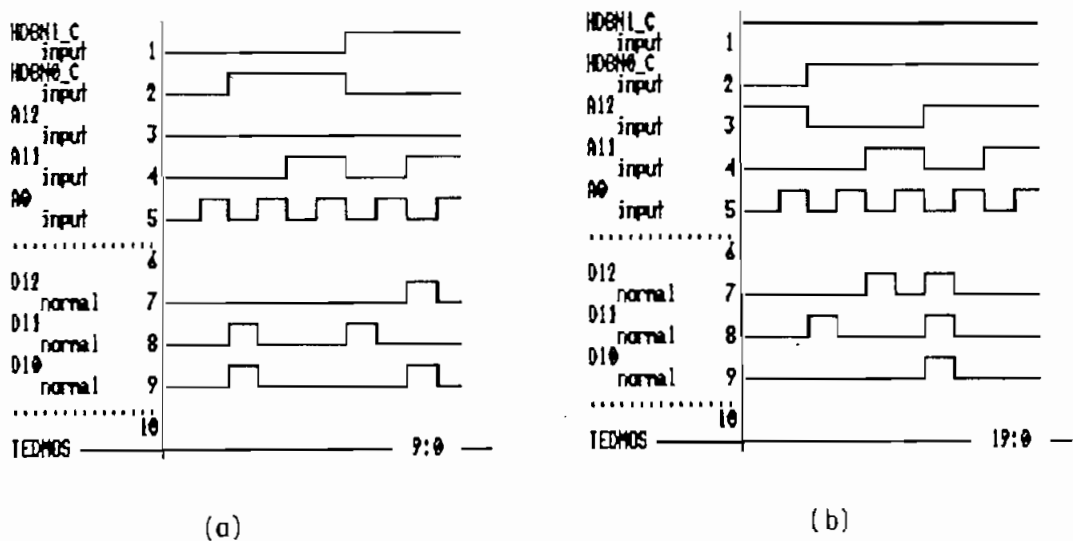 HDBN1_C
input 1
HDBN0_C
input 2
A12
input 3
A11
input 4
A0
input 5
6
D12
normal 7
D11
normal 8
D10
normal 9
10
TEDMOS 9:0
(a)
HDBN1_C
input 1
HDBN0_C
input 2
A12
input 3
A11
input 4
A0
input 5
6
D12
normal 7
D11
normal 8
D10
normal 9
10
TEDMOS 19:0
(b)